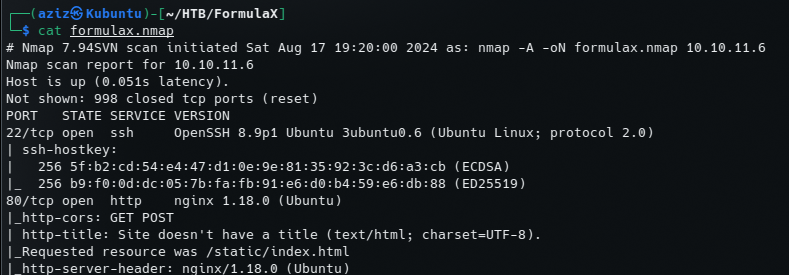 ┌──(aziz㉿Kubuntu)-[~/HTB/FormulaX]
└─$ cat formulax.nmap
# Nmap 7.94SVN scan initiated Sat Aug 17 19:20:00 2024 as: nmap -A -oN formulax.nmap 10.10.11.6
Nmap scan report for 10.10.11.6
Host is up (0.051s latency).
Not shown: 998 closed tcp ports (reset)
PORT   STATE SERVICE VERSION
22/tcp open  ssh     OpenSSH 8.9p1 Ubuntu 3ubuntu0.6 (Ubuntu Linux; protocol 2.0)
| ssh-hostkey:
|   256 5f:b2:cd:54:e4:47:d1:0e:9e:81:35:92:3c:d6:a3:cb (ECDSA)
|_  256 b9:f0:0d:dc:05:7b:fa:fb:91:e6:d0:b4:59:e6:db:88 (ED25519)
80/tcp open  http    nginx 1.18.0 (Ubuntu)
|_http-cors: GET POST
| http-title: Site doesn't have a title (text/html; charset=UTF-8).
|_Requested resource was /static/index.html
|_http-server-header: nginx/1.18.0 (Ubuntu)